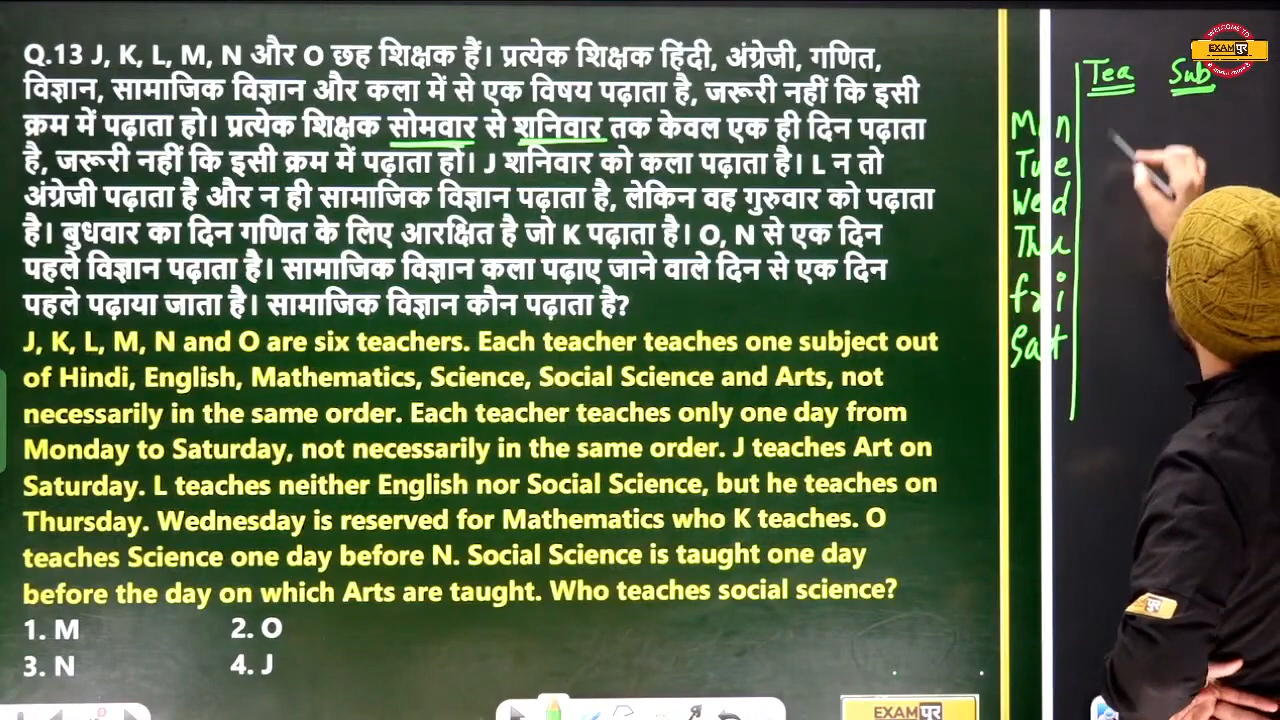 Q.13 J, K, L, M, N और O छह शिक्षक हैं। प्रत्येक शिक्षक हिंदी, अंग्रेजी, गणित,
विज्ञान, सामाजिक विज्ञान और कला में से एक विषय पढ़ाता है, जरूरी नहीं कि इसी
क्रम में पढ़ाता हो। प्रत्येक शिक्षक सोमवार से शनिवार तक केवल एक ही दिन पढ़ाता
है, जरूरी नहीं कि इसी क्रम में पढ़ाता हो। J शनिवार को कला पढ़ाता है। L न तो
अंग्रेजी पढ़ाता है और न ही सामाजिक विज्ञान पढ़ाता है, लेकिन वह गुरुवार को पढ़ाता
है। बुधवार का दिन गणित के लिए आरक्षित है जो K पढ़ाता है। O, N से एक दिन
पहले विज्ञान पढ़ाता है। सामाजिक विज्ञान कला पढ़ाए जाने वाले दिन से एक दिन
पहले पढ़ाया जाता है। सामाजिक विज्ञान कौन पढ़ाता है?
J, K, L, M, N and O are six teachers. Each teacher teaches one subject out
of Hindi, English, Mathematics, Science, Social Science and Arts, not
necessarily in the same order. Each teacher teaches only one day from
Monday to Saturday, not necessarily in the same order. J teaches Art on
Saturday. L teaches neither English nor Social Science, but he teaches on
Thursday. Wednesday is reserved for Mathematics who K teaches. O
teaches Science one day before N. Social Science is taught one day
before the day on which Arts are taught. Who teaches social science?
1. M 2. O
3. N 4. J
Tea Sub
Mon
Tue
Wed
Thu
fri
Sat
WELCOME TO
EXAMपुर
EXAMपुर